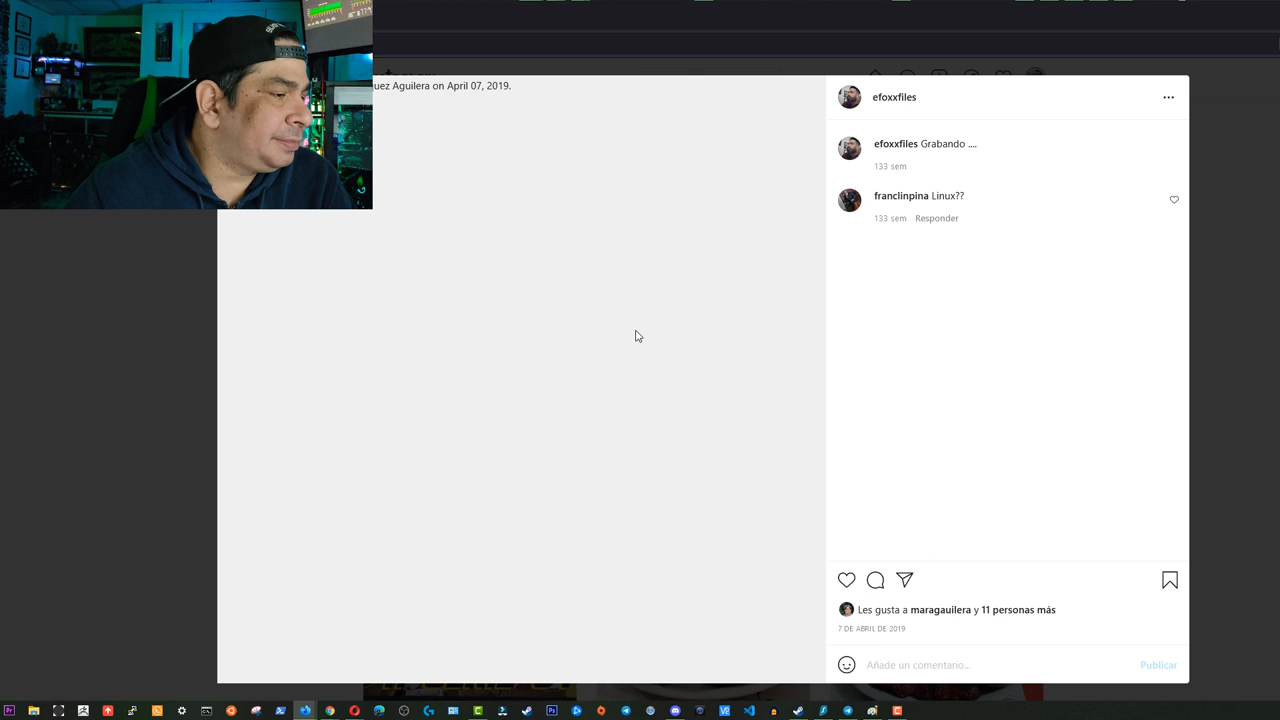 uez Aguilera on April 07, 2019.
efoxxfiles
efoxxfiles Grabando ....
133 sem
franclinpina Linux??
133 sem Responder
Les gusta a maragauilera y 11 personas más
7 DE ABRIL DE 2019
Añade un comentario...
Publicar